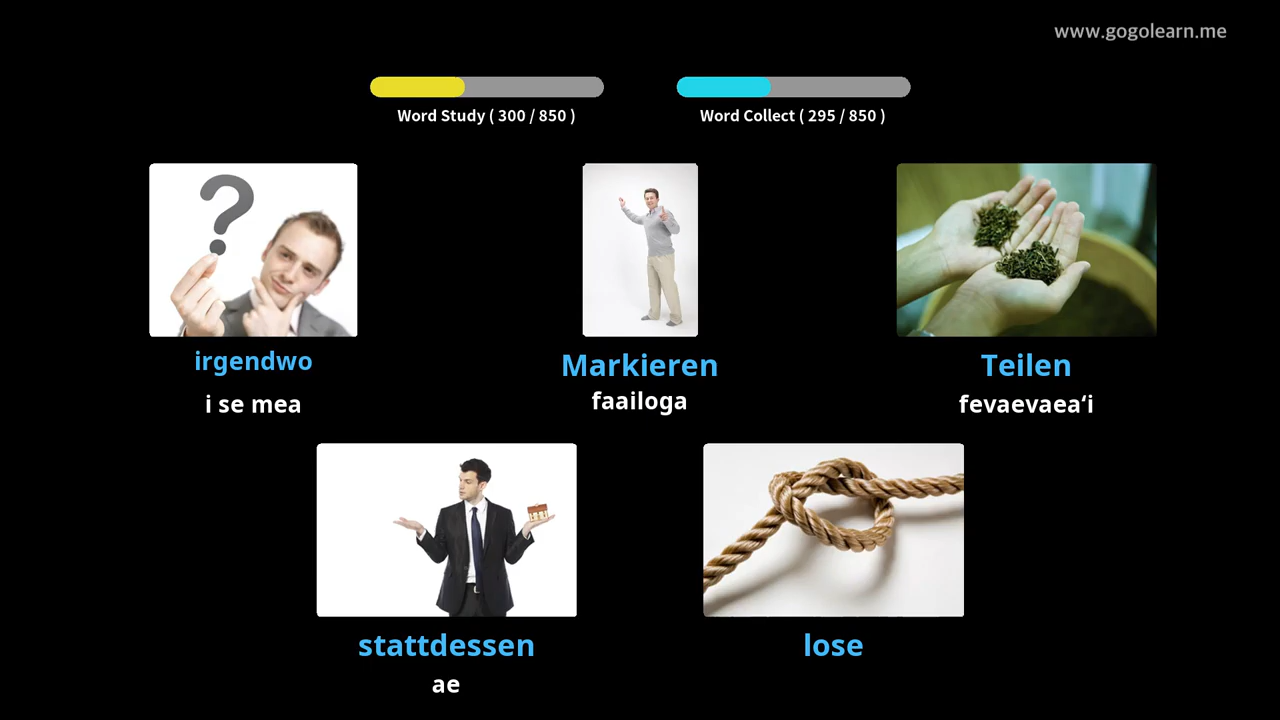 www.gogolearn.me
Word Study ( 300 / 850 )
Word Collect ( 295 / 850 )
?
irgendwo
i se mea
Markieren
faailoga
Teilen
fevaevaeaʻi
stattdessen
ae
lose